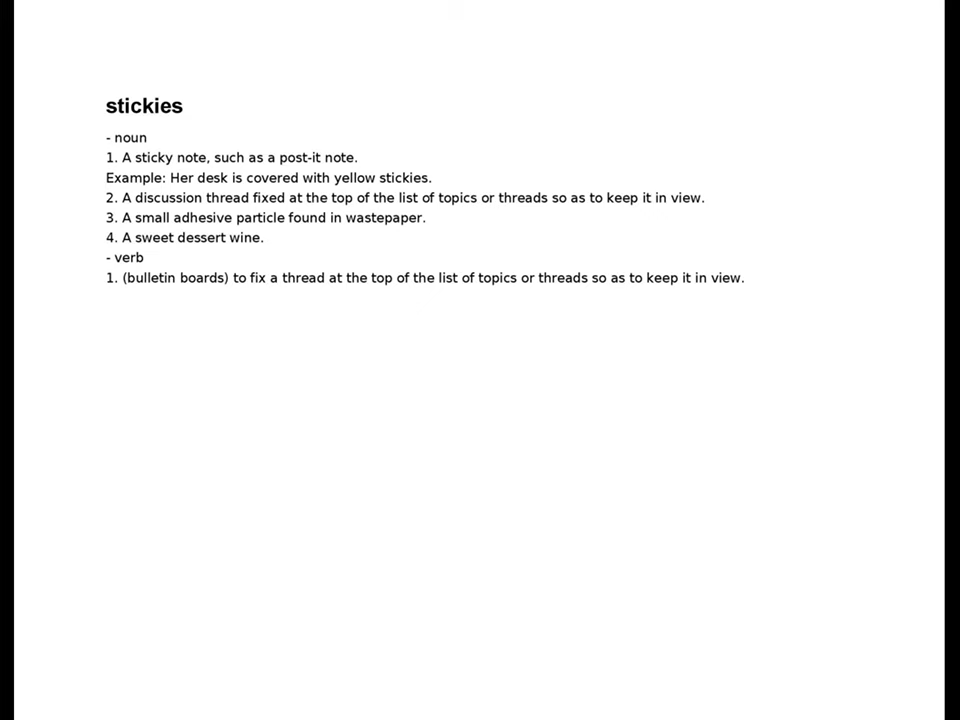 stickies
- noun
1. A sticky note, such as a post-it note.
Example: Her desk is covered with yellow stickies.
2. A discussion thread fixed at the top of the list of topics or threads so as to keep it in view.
3. A small adhesive particle found in wastepaper.
4. A sweet dessert wine.
- verb
1. (bulletin boards) to fix a thread at the top of the list of topics or threads so as to keep it in view.